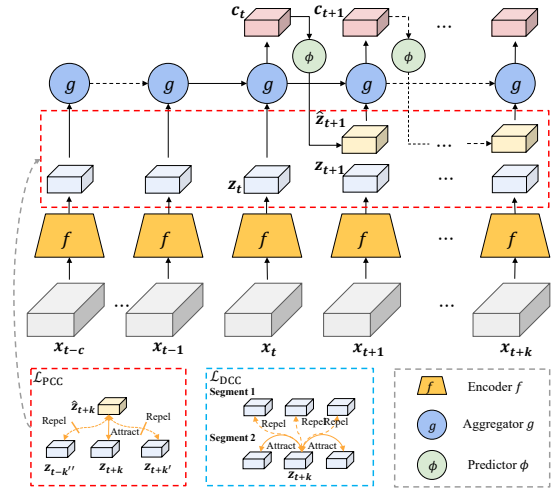 c_t c_{t+1} ...
ϕ ϕ
g g g g g
ẑ_{t+1}
...
z_t z_{t+1} ...
f f f f ... f
... ...
x_{t-c} x_{t-1} x_t x_{t+1} x_{t+k}
ℒ_PCC
ẑ_{t+k}
Repel Attract Repel
z_{t-k''} z_{t+k} z_{t+k'}
ℒ_DCC
Segment 1
Repel Repel Repel
Segment 2
Attract Attract
z_{t+k}
f Encoder f
g Aggregator g
ϕ Predictor ϕ